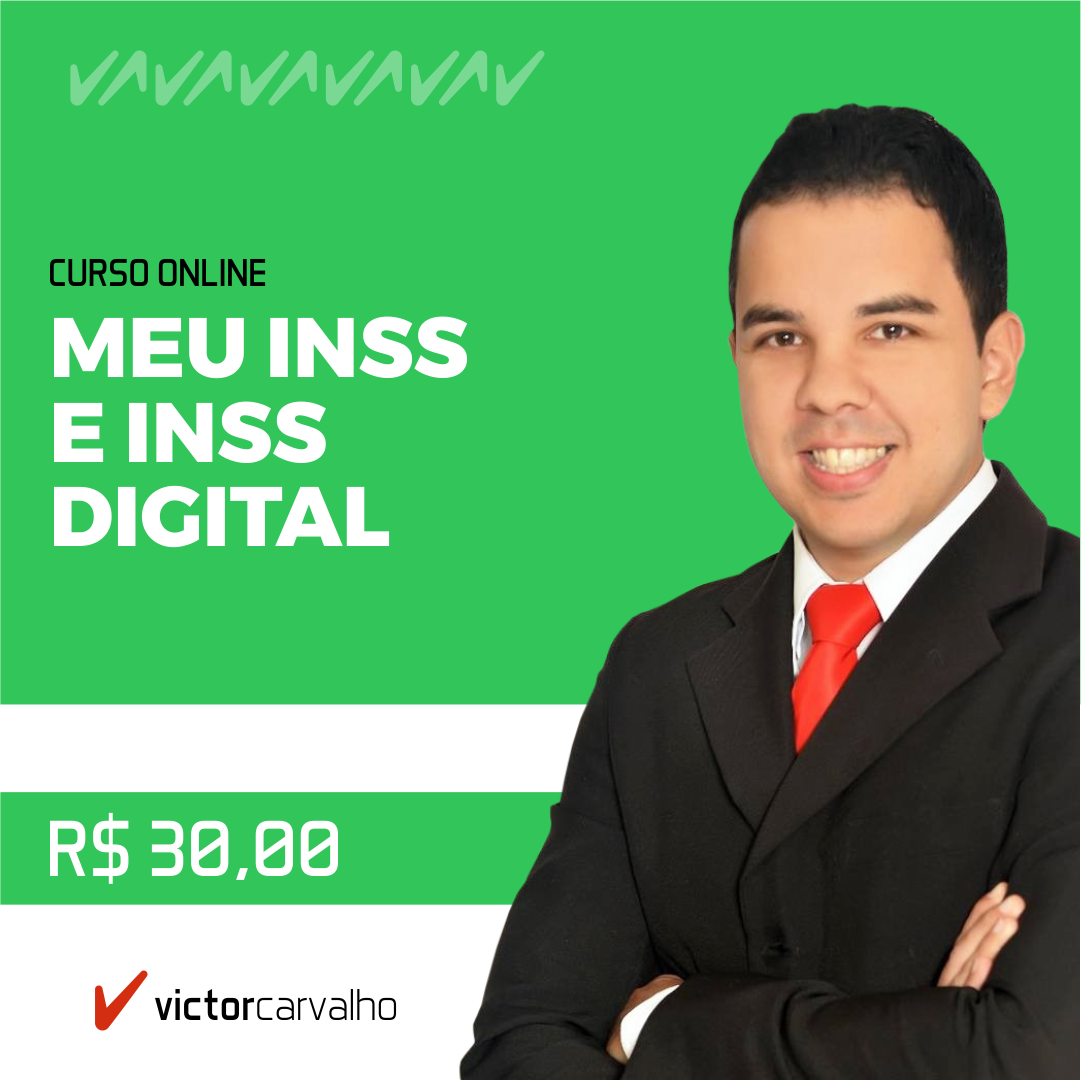 CURSO ONLINE
MEU INSS
E INSS
DIGITAL
R$ 30,00
victorcarvalho